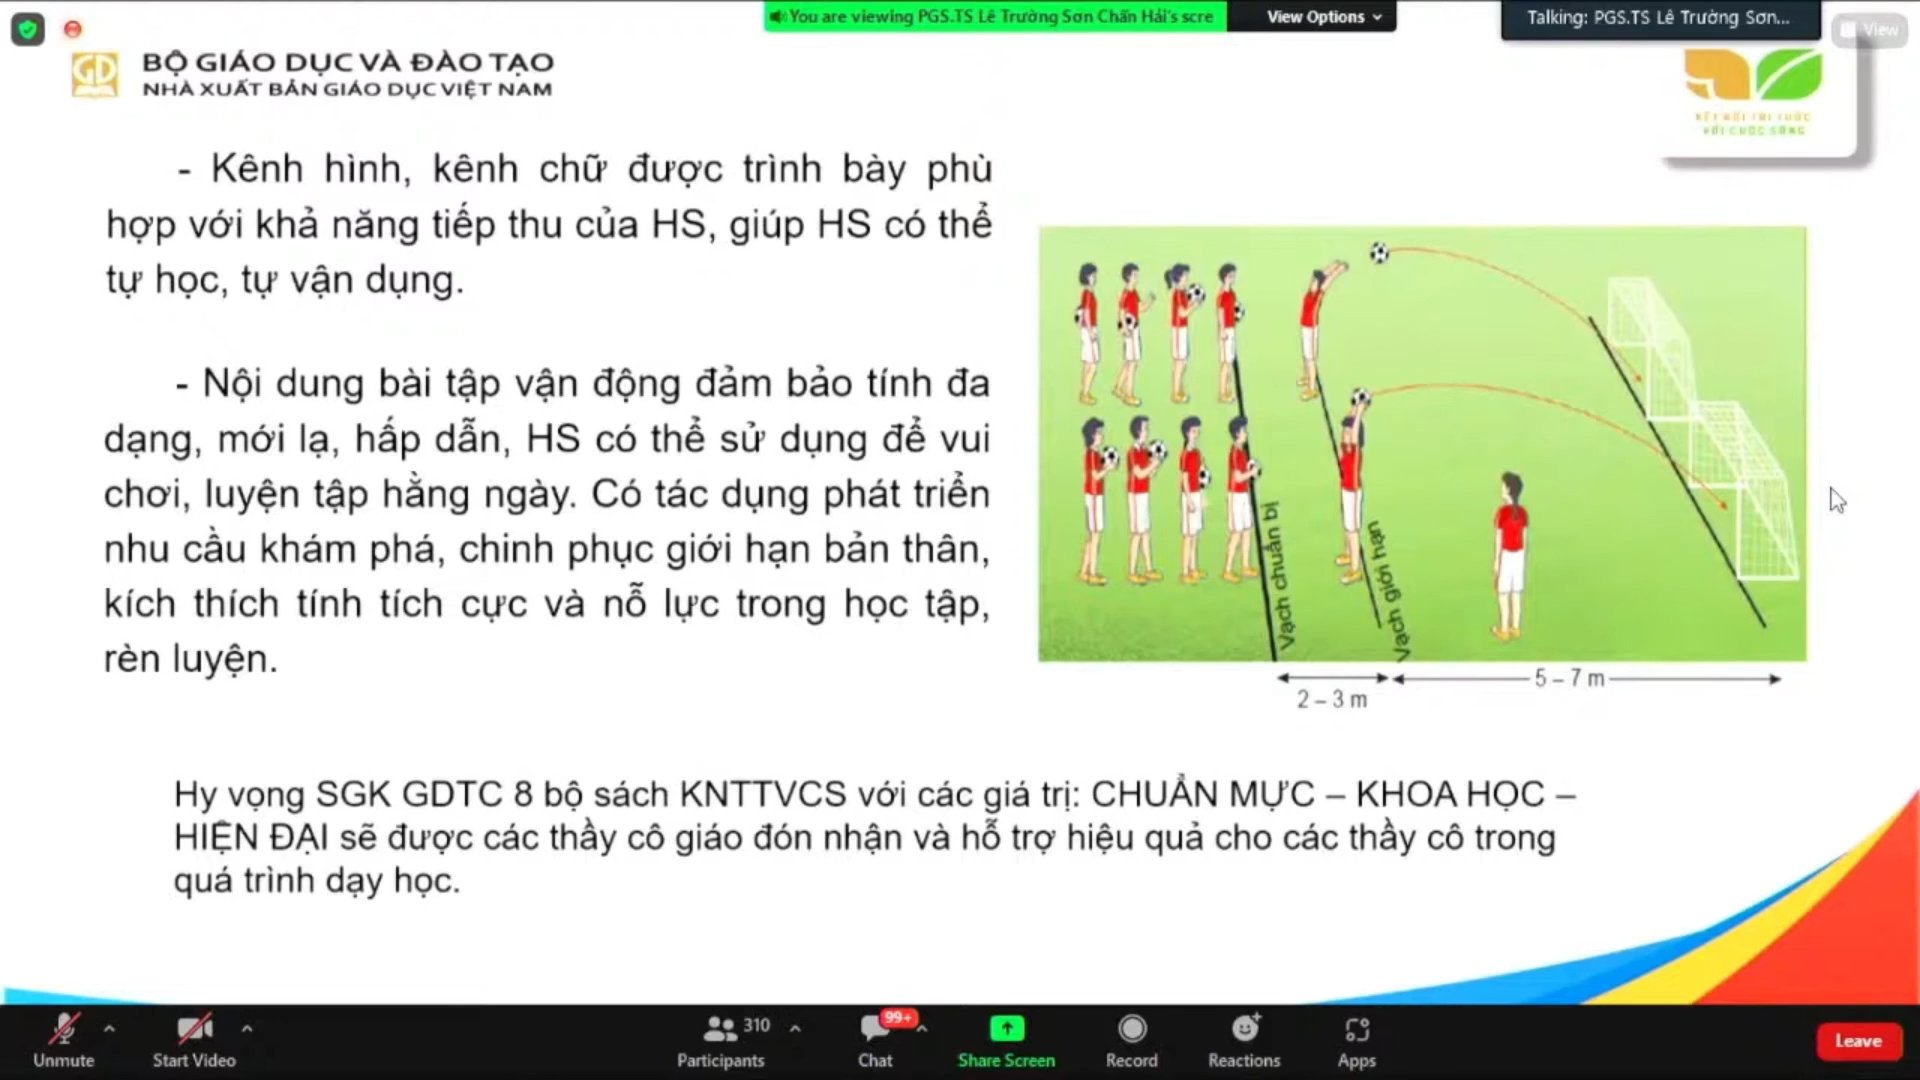 You are viewing PGS.TS Lê Trường Sơn Chấn Hải's scre
View Options
Talking: PGS.TS Lê Trường Sơn...
View
GD
BỘ GIÁO DỤC VÀ ĐÀO TẠO
NHÀ XUẤT BẢN GIÁO DỤC VIỆT NAM
KẾT NỐI TRI THỨC
VỚI CUỘC SỐNG
- Kênh hình, kênh chữ được trình bày phù
hợp với khả năng tiếp thu của HS, giúp HS có thể
tự học, tự vận dụng.
- Nội dung bài tập vận động đảm bảo tính đa
dạng, mới lạ, hấp dẫn, HS có thể sử dụng để vui
chơi, luyện tập hằng ngày. Có tác dụng phát triển
nhu cầu khám phá, chinh phục giới hạn bản thân,
kích thích tính tích cực và nỗ lực trong học tập,
rèn luyện.
Vạch chuẩn bị
Vạch giới hạn
2 – 3 m
5 – 7 m
Hy vọng SGK GDTC 8 bộ sách KNTTVCS với các giá trị: CHUẨN MỰC – KHOA HỌC –
HIỆN ĐẠI sẽ được các thầy cô giáo đón nhận và hỗ trợ hiệu quả cho các thầy cô trong
quá trình dạy học.
Unmute
Start Video
310
Participants
99+
Chat
Share Screen
Record
Reactions
Apps
Leave